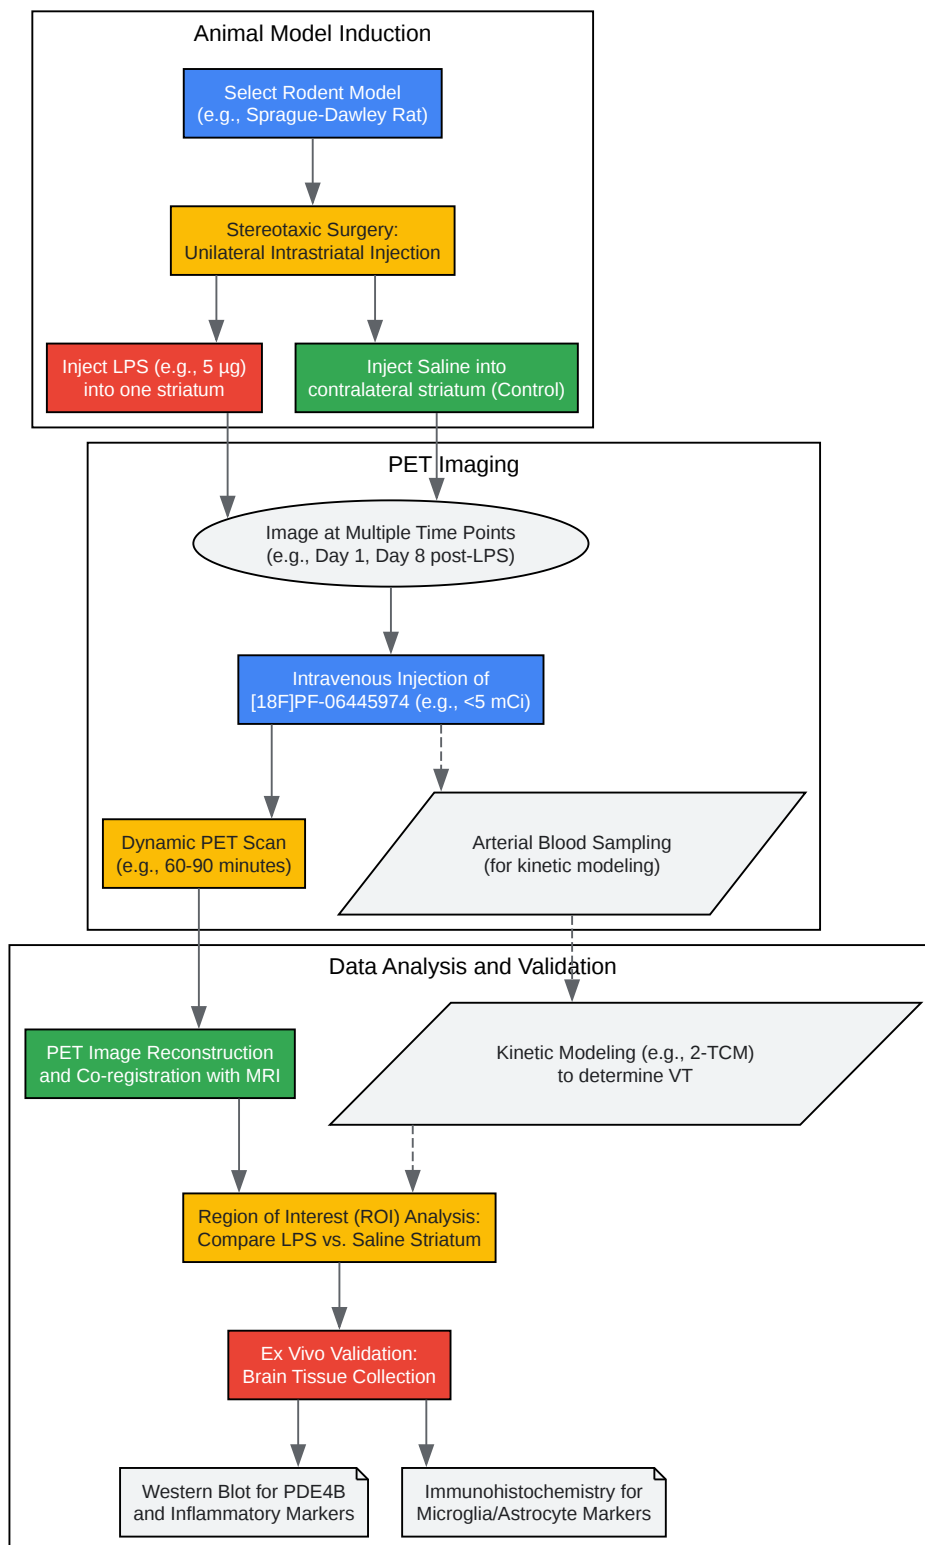 Animal Model Induction
Select Rodent Model
(e.g., Sprague-Dawley Rat)
Stereotaxic Surgery:
Unilateral Intrastriatal Injection
Inject LPS (e.g., 5 µg)
into one striatum
Inject Saline into
contralateral striatum (Control)
PET Imaging
Image at Multiple Time Points
(e.g., Day 1, Day 8 post-LPS)
Intravenous Injection of
[18F]PF-06445974 (e.g., <5 mCi)
Dynamic PET Scan
(e.g., 60-90 minutes)
Arterial Blood Sampling
(for kinetic modeling)
Data Analysis and Validation
PET Image Reconstruction
and Co-registration with MRI
Kinetic Modeling (e.g., 2-TCM)
to determine VT
Region of Interest (ROI) Analysis:
Compare LPS vs. Saline Striatum
Ex Vivo Validation:
Brain Tissue Collection
Western Blot for PDE4B
and Inflammatory Markers
Immunohistochemistry for
Microglia/Astrocyte Markers